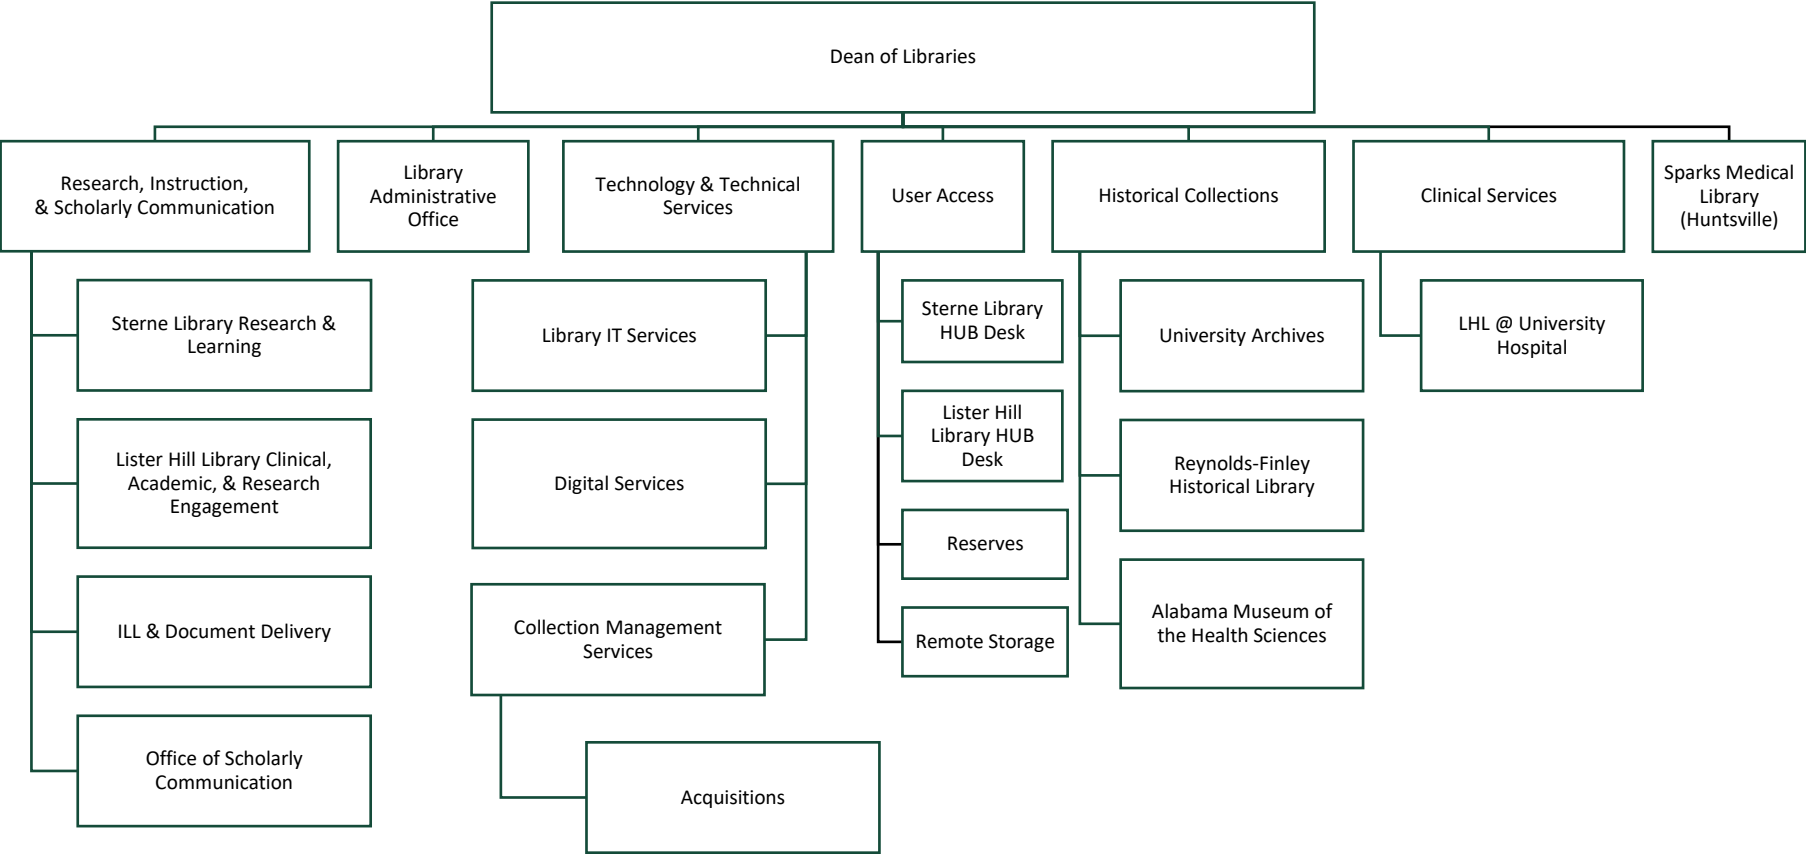 Dean of Libraries
Research, Instruction,
& Scholarly Communication
Library
Administrative
Office
Technology & Technical
Services
User Access
Historical Collections
Clinical Services
Sparks Medical
Library
(Huntsville)
Sterne Library Research &
Learning
Lister Hill Library Clinical,
Academic, & Research
Engagement
ILL & Document Delivery
Office of Scholarly
Communication
Library IT Services
Digital Services
Collection Management
Services
Acquisitions
Sterne Library
HUB Desk
Lister Hill
Library HUB
Desk
Reserves
Remote Storage
University Archives
Reynolds-Finley
Historical Library
Alabama Museum of
the Health Sciences
LHL @ University
Hospital